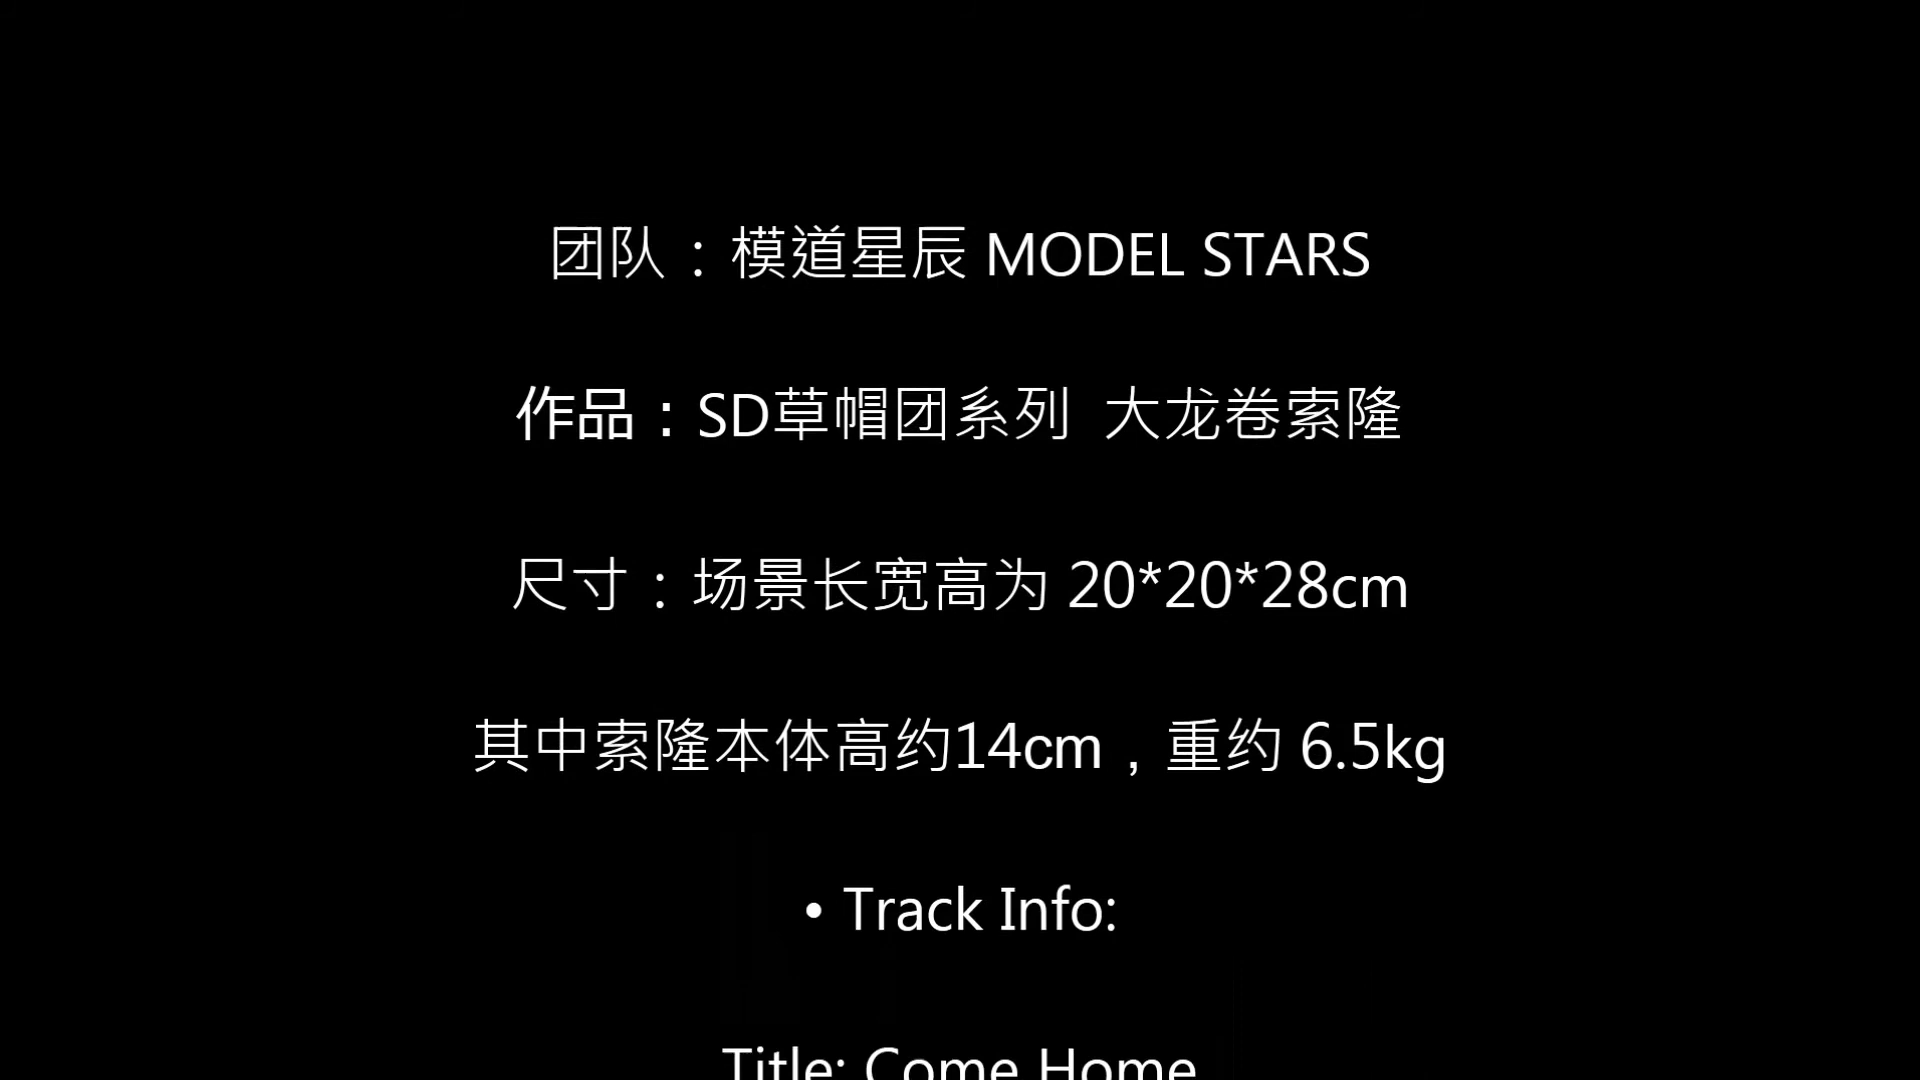 团队：模道星辰 MODEL STARS
作品：SD草帽团系列 大龙卷索隆
尺寸：场景长宽高为 20*20*28cm
其中索隆本体高约14cm，重约 6.5kg
• Track Info:
Title: Come Home